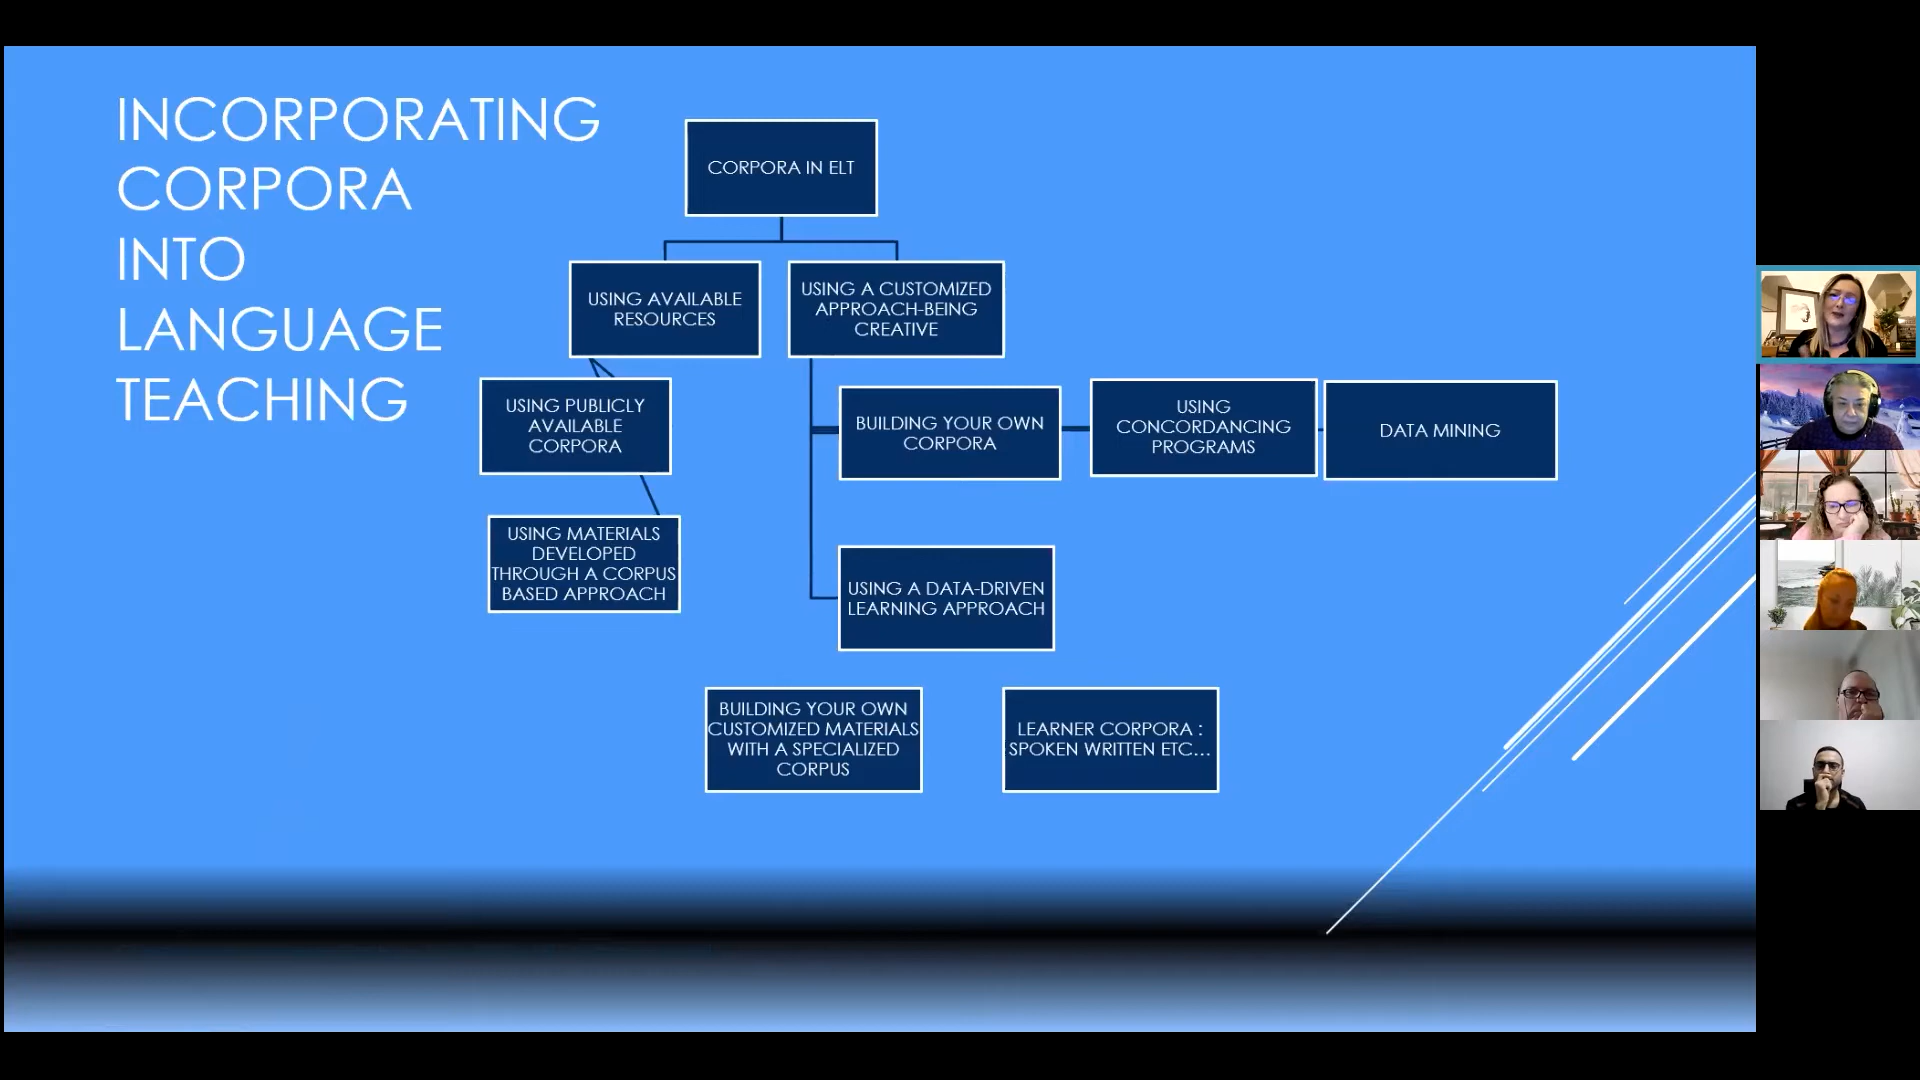 INCORPORATING
CORPORA
INTO
LANGUAGE
TEACHING
CORPORA IN ELT
USING AVAILABLE
RESOURCES
USING A CUSTOMIZED
APPROACH-BEING
CREATIVE
USING PUBLICLY
AVAILABLE
CORPORA
BUILDING YOUR OWN
CORPORA
USING
CONCORDANCING
PROGRAMS
DATA MINING
USING MATERIALS
DEVELOPED
THROUGH A CORPUS
BASED APPROACH
USING A DATA-DRIVEN
LEARNING APPROACH
BUILDING YOUR OWN
CUSTOMIZED MATERIALS
WITH A SPECIALIZED
CORPUS
LEARNER CORPORA :
SPOKEN WRITTEN ETC...